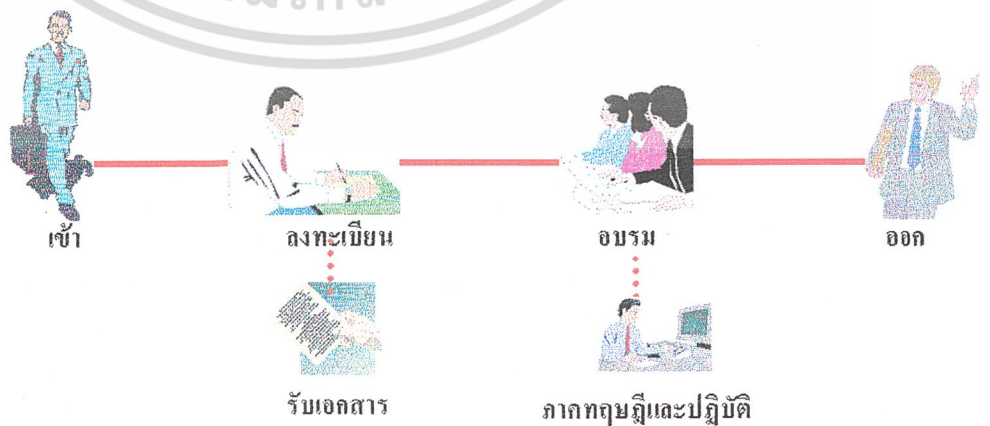 เข้า
ลงทะเบียน
อบรม
ออก
รับเอกสาร
ภาคทฤษฎีและปฏิบัติ